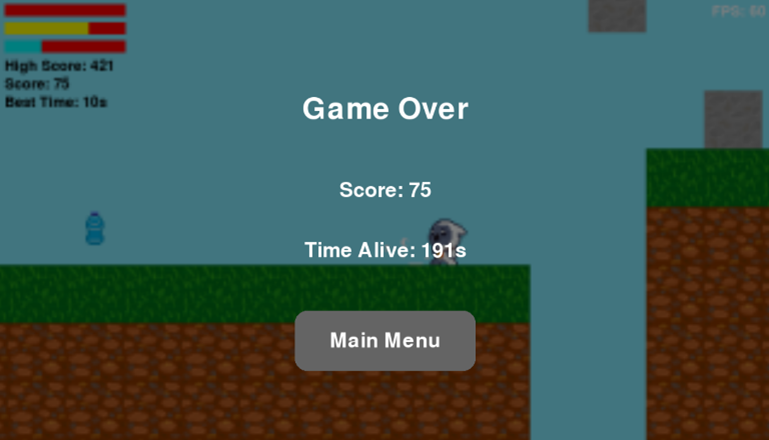 High Score: 421
Score: 75
Best Time: 10s
FPS: 60
Game Over
Score: 75
Time Alive: 191s
Main Menu